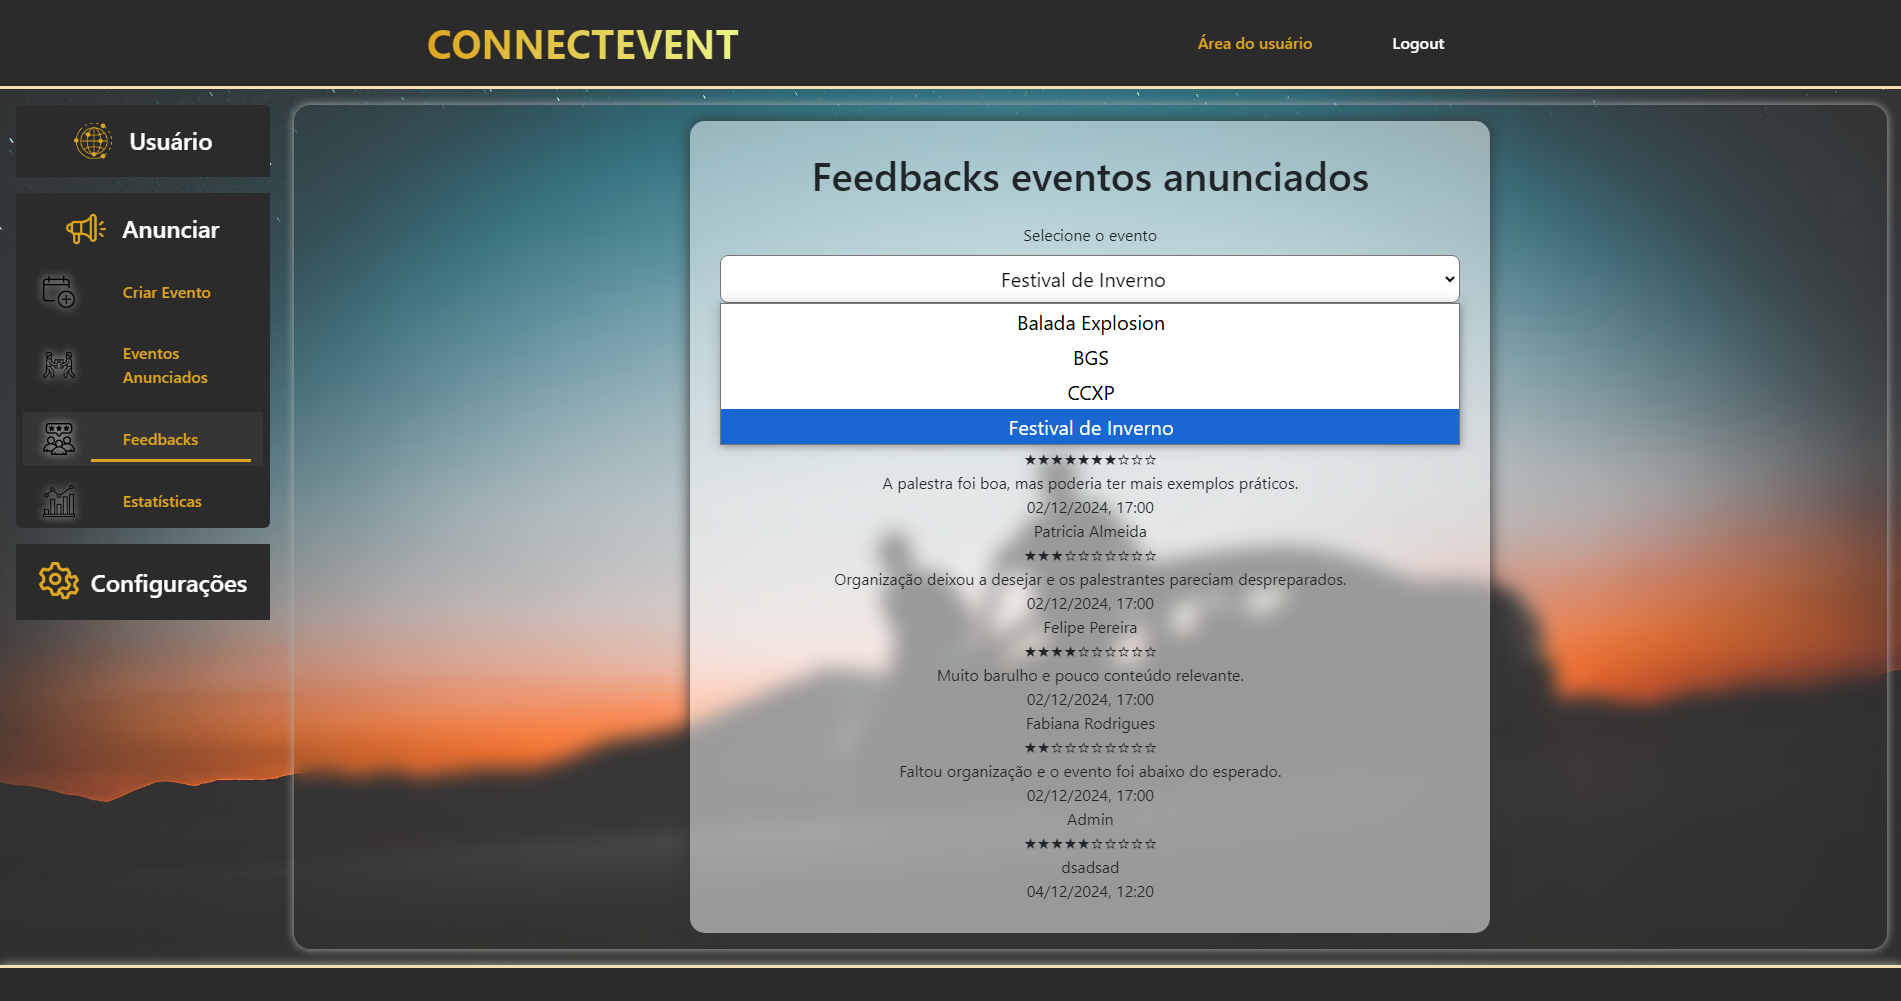 CONNECTEVENT
Área do usuário
Logout
Usuário
Anunciar
Criar Evento
Eventos
Anunciados
Feedbacks
Estatísticas
Configurações
Feedbacks eventos anunciados
Selecione o evento
Festival de Inverno
Balada Explosion
BGS
CCXP
Festival de Inverno
★★★★★★★☆☆☆
A palestra foi boa, mas poderia ter mais exemplos práticos.
02/12/2024, 17:00
Patricia Almeida
★★★☆☆☆☆☆☆☆
Organização deixou a desejar e os palestrantes pareciam despreparados.
02/12/2024, 17:00
Felipe Pereira
★★★★☆☆☆☆☆☆
Muito barulho e pouco conteúdo relevante.
02/12/2024, 17:00
Fabiana Rodrigues
★★☆☆☆☆☆☆☆☆
Faltou organização e o evento foi abaixo do esperado.
02/12/2024, 17:00
Admin
★★★★★☆☆☆☆☆
dsadsad
04/12/2024, 12:20